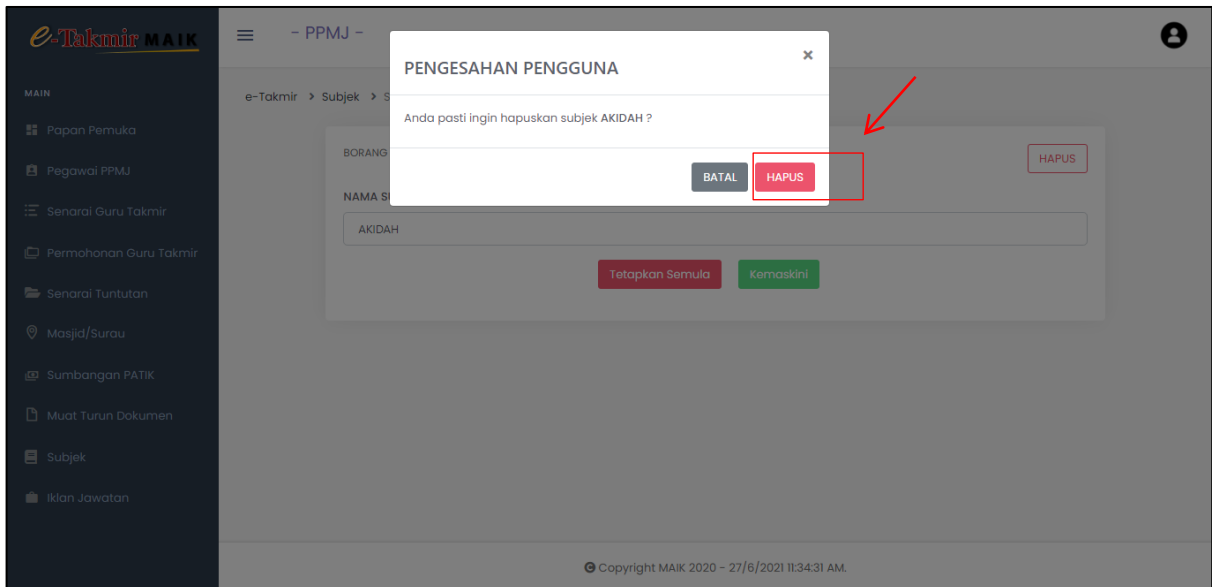 e-Takmir MAIK
- PPMJ -
MAIN
Papan Pemuka
Pegawai PPMJ
Senarai Guru Takmir
Permohonan Guru Takmir
Senarai Tuntutan
Masjid/Surau
Sumbangan PATIK
Muat Turun Dokumen
Subjek
Iklan Jawatan
e-Takmir > Subjek > S
PENGESAHAN PENGGUNA
×
Anda pasti ingin hapuskan subjek AKIDAH ?
BATAL HAPUS
BORANG
HAPUS
NAMA S
AKIDAH
Tetapkan Semula Kemaskini
Copyright MAIK 2020 - 27/6/2021 11:34:31 AM.